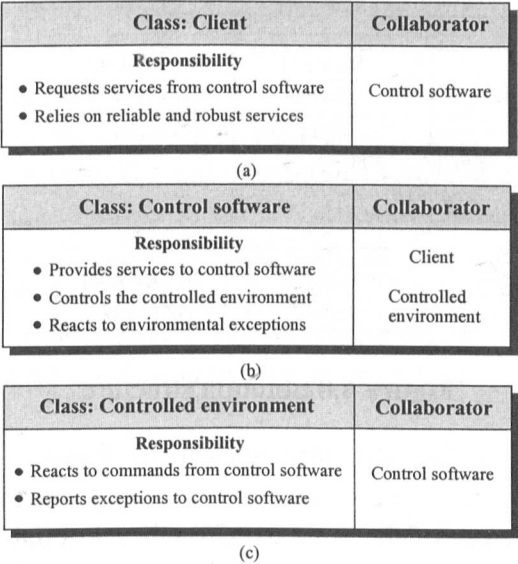 Class: Client Collaborator
Responsibility
• Requests services from control software
• Relies on reliable and robust services
Control software
(a)
Class: Control software Collaborator
Responsibility
• Provides services to control software
• Controls the controlled environment
• Reacts to environmental exceptions
Client
Controlled
environment
(b)
Class: Controlled environment Collaborator
Responsibility
• Reacts to commands from control software
• Reports exceptions to control software
Control software
(c)